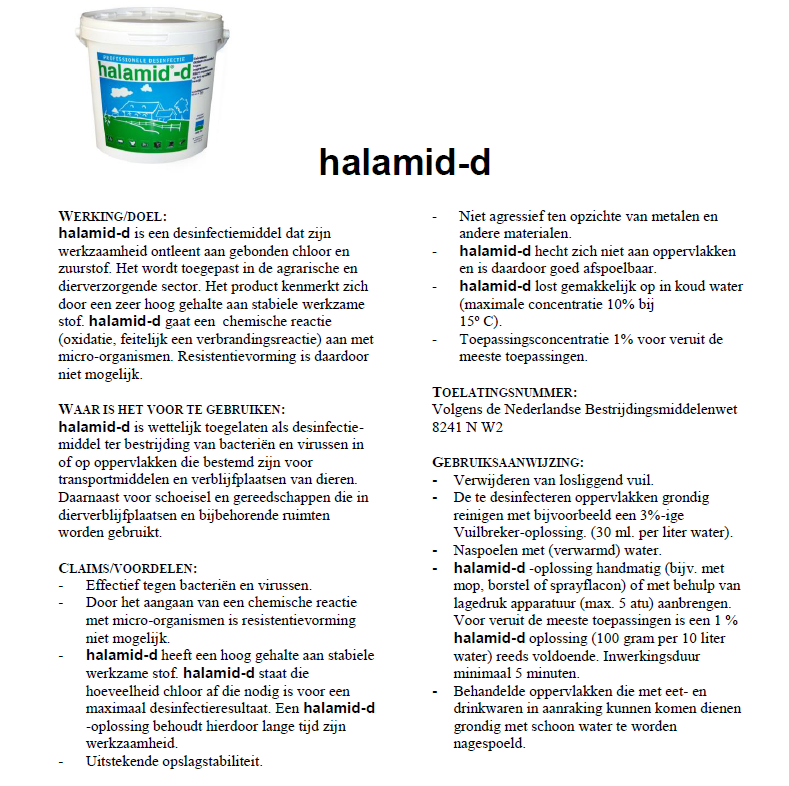 PROFESSIONELE DESINFECTIE
halamid®-d
halamid-d
WERKING/DOEL:
halamid-d is een desinfectiemiddel dat zijn
werkzaamheid ontleent aan gebonden chloor en
zuurstof. Het wordt toegepast in de agrarische en
dierverzorgende sector. Het product kenmerkt zich
door een zeer hoog gehalte aan stabiele werkzame
stof. halamid-d gaat een chemische reactie
(oxidatie, feitelijk een verbrandingsreactie) aan met
micro-organismen. Resistentievorming is daardoor
niet mogelijk.
WAAR IS HET VOOR TE GEBRUIKEN:
halamid-d is wettelijk toegelaten als desinfectie-
middel ter bestrijding van bacteriën en virussen in
of op oppervlakken die bestemd zijn voor
transportmiddelen en verblijfplaatsen van dieren.
Daarnaast voor schoeisel en gereedschappen die in
dierverblijfplaatsen en bijbehorende ruimten
worden gebruikt.
CLAIMS/VOORDELEN:
- Effectief tegen bacteriën en virussen.
- Door het aangaan van een chemische reactie
met micro-organismen is resistentievorming
niet mogelijk.
- halamid-d heeft een hoog gehalte aan stabiele
werkzame stof. halamid-d staat die
hoeveelheid chloor af die nodig is voor een
maximaal desinfectieresultaat. Een halamid-d
-oplossing behoudt hierdoor lange tijd zijn
werkzaamheid.
- Uitstekende opslagstabiliteit.
- Niet agressief ten opzichte van metalen en
andere materialen.
- halamid-d hecht zich niet aan oppervlakken
en is daardoor goed afspoelbaar.
- halamid-d lost gemakkelijk op in koud water
(maximale concentratie 10% bij
15º C).
- Toepassingsconcentratie 1% voor veruit de
meeste toepassingen.
TOELATINGSNUMMER:
Volgens de Nederlandse Bestrijdingsmiddelenwet
8241 N W2
GEBRUIKSAANWIJZING:
- Verwijderen van losliggend vuil.
- De te desinfecteren oppervlakken grondig
reinigen met bijvoorbeeld een 3%-ige
Vuilbreker-oplossing. (30 ml. per liter water).
- Naspoelen met (verwarmd) water.
- halamid-d -oplossing handmatig (bijv. met
mop, borstel of sprayflacon) of met behulp van
lagedruk apparatuur (max. 5 atu) aanbrengen.
Voor veruit de meeste toepassingen is een 1 %
halamid-d oplossing (100 gram per 10 liter
water) reeds voldoende. Inwerkingsduur
minimaal 5 minuten.
- Behandelde oppervlakken die met eet- en
drinkwaren in aanraking kunnen komen dienen
grondig met schoon water te worden
nagespoeld.